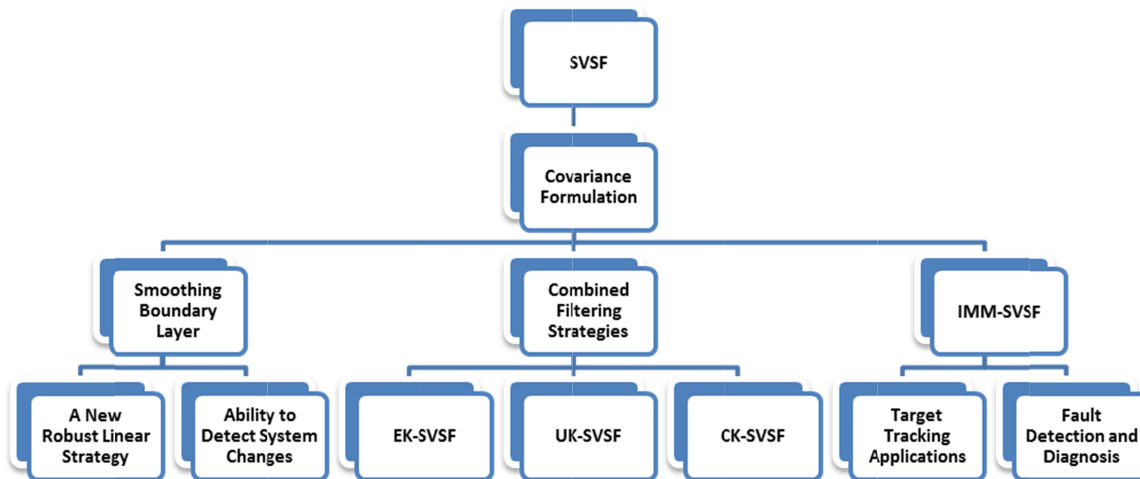 SVSF
Covariance
Formulation
Smoothing
Boundary
Layer
Combined
Filtering
Strategies
IMM-SVSF
A New
Robust Linear
Strategy
Ability to
Detect System
Changes
EK-SVSF
UK-SVSF
CK-SVSF
Target
Tracking
Applications
Fault
Detection and
Diagnosis